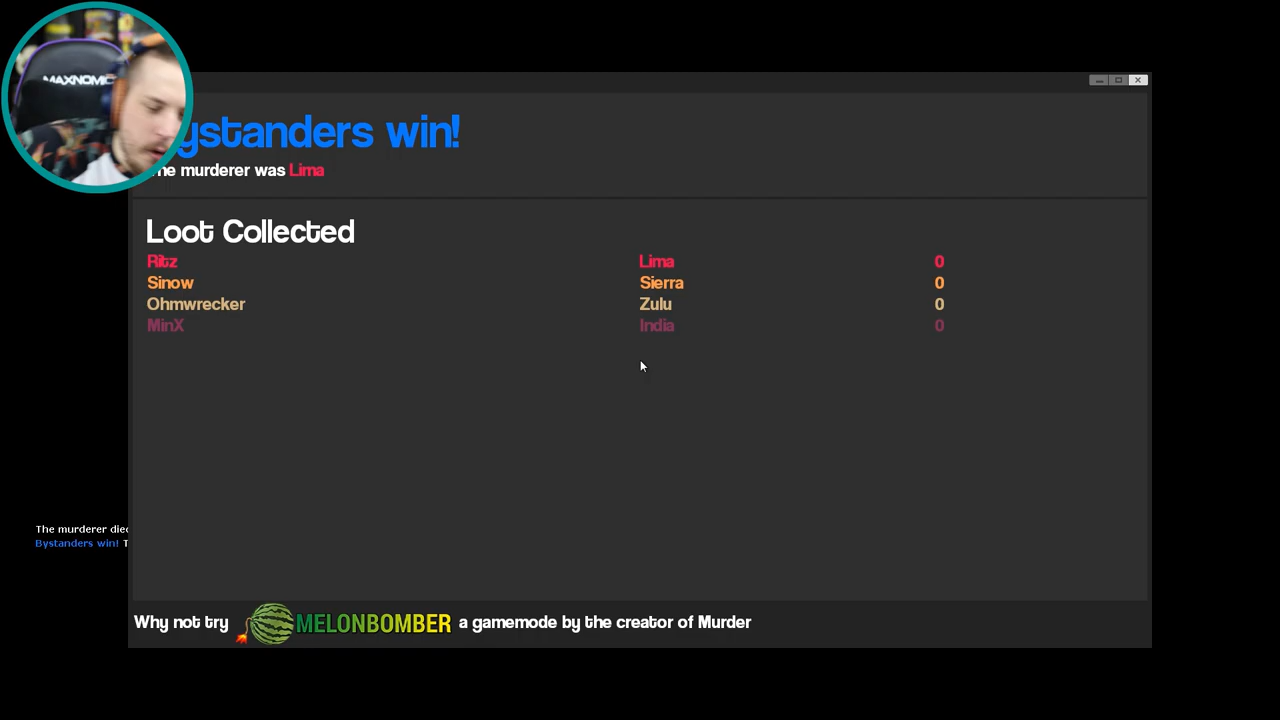 MAXNOMIC
ystanders win!
he murderer was Lima
Loot Collected
Ritz Lima 0
Sinow Sierra 0
Ohmwrecker Zulu 0
MinX India 0
The murderer died
Bystanders win! T
Why not try MELONBOMBER a gamemode by the creator of Murder